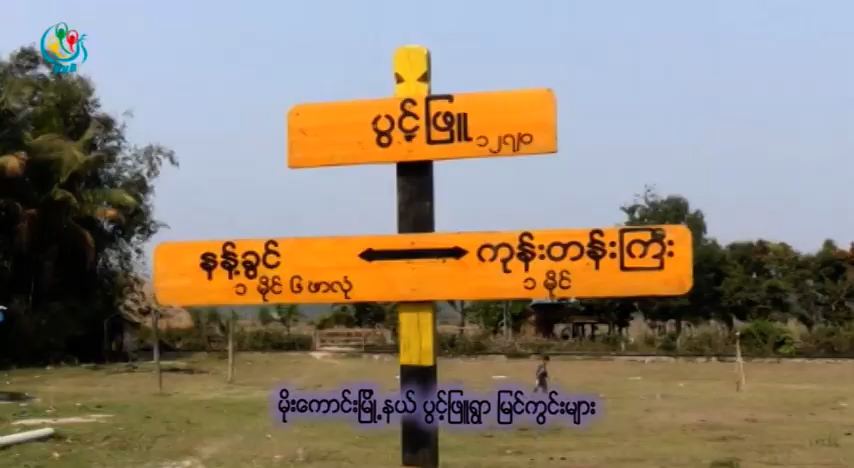 ပွင့်ဖြူ ၁၂၇/၀
နန့်ခွင် ကုန်းတန်းကြီး
၁ မိုင် ၆ ဖာလုံ ၁ မိုင်
မိုးကောင်းမြို့နယ် ပွင့်ဖြူရွာ မြင်ကွင်းများ